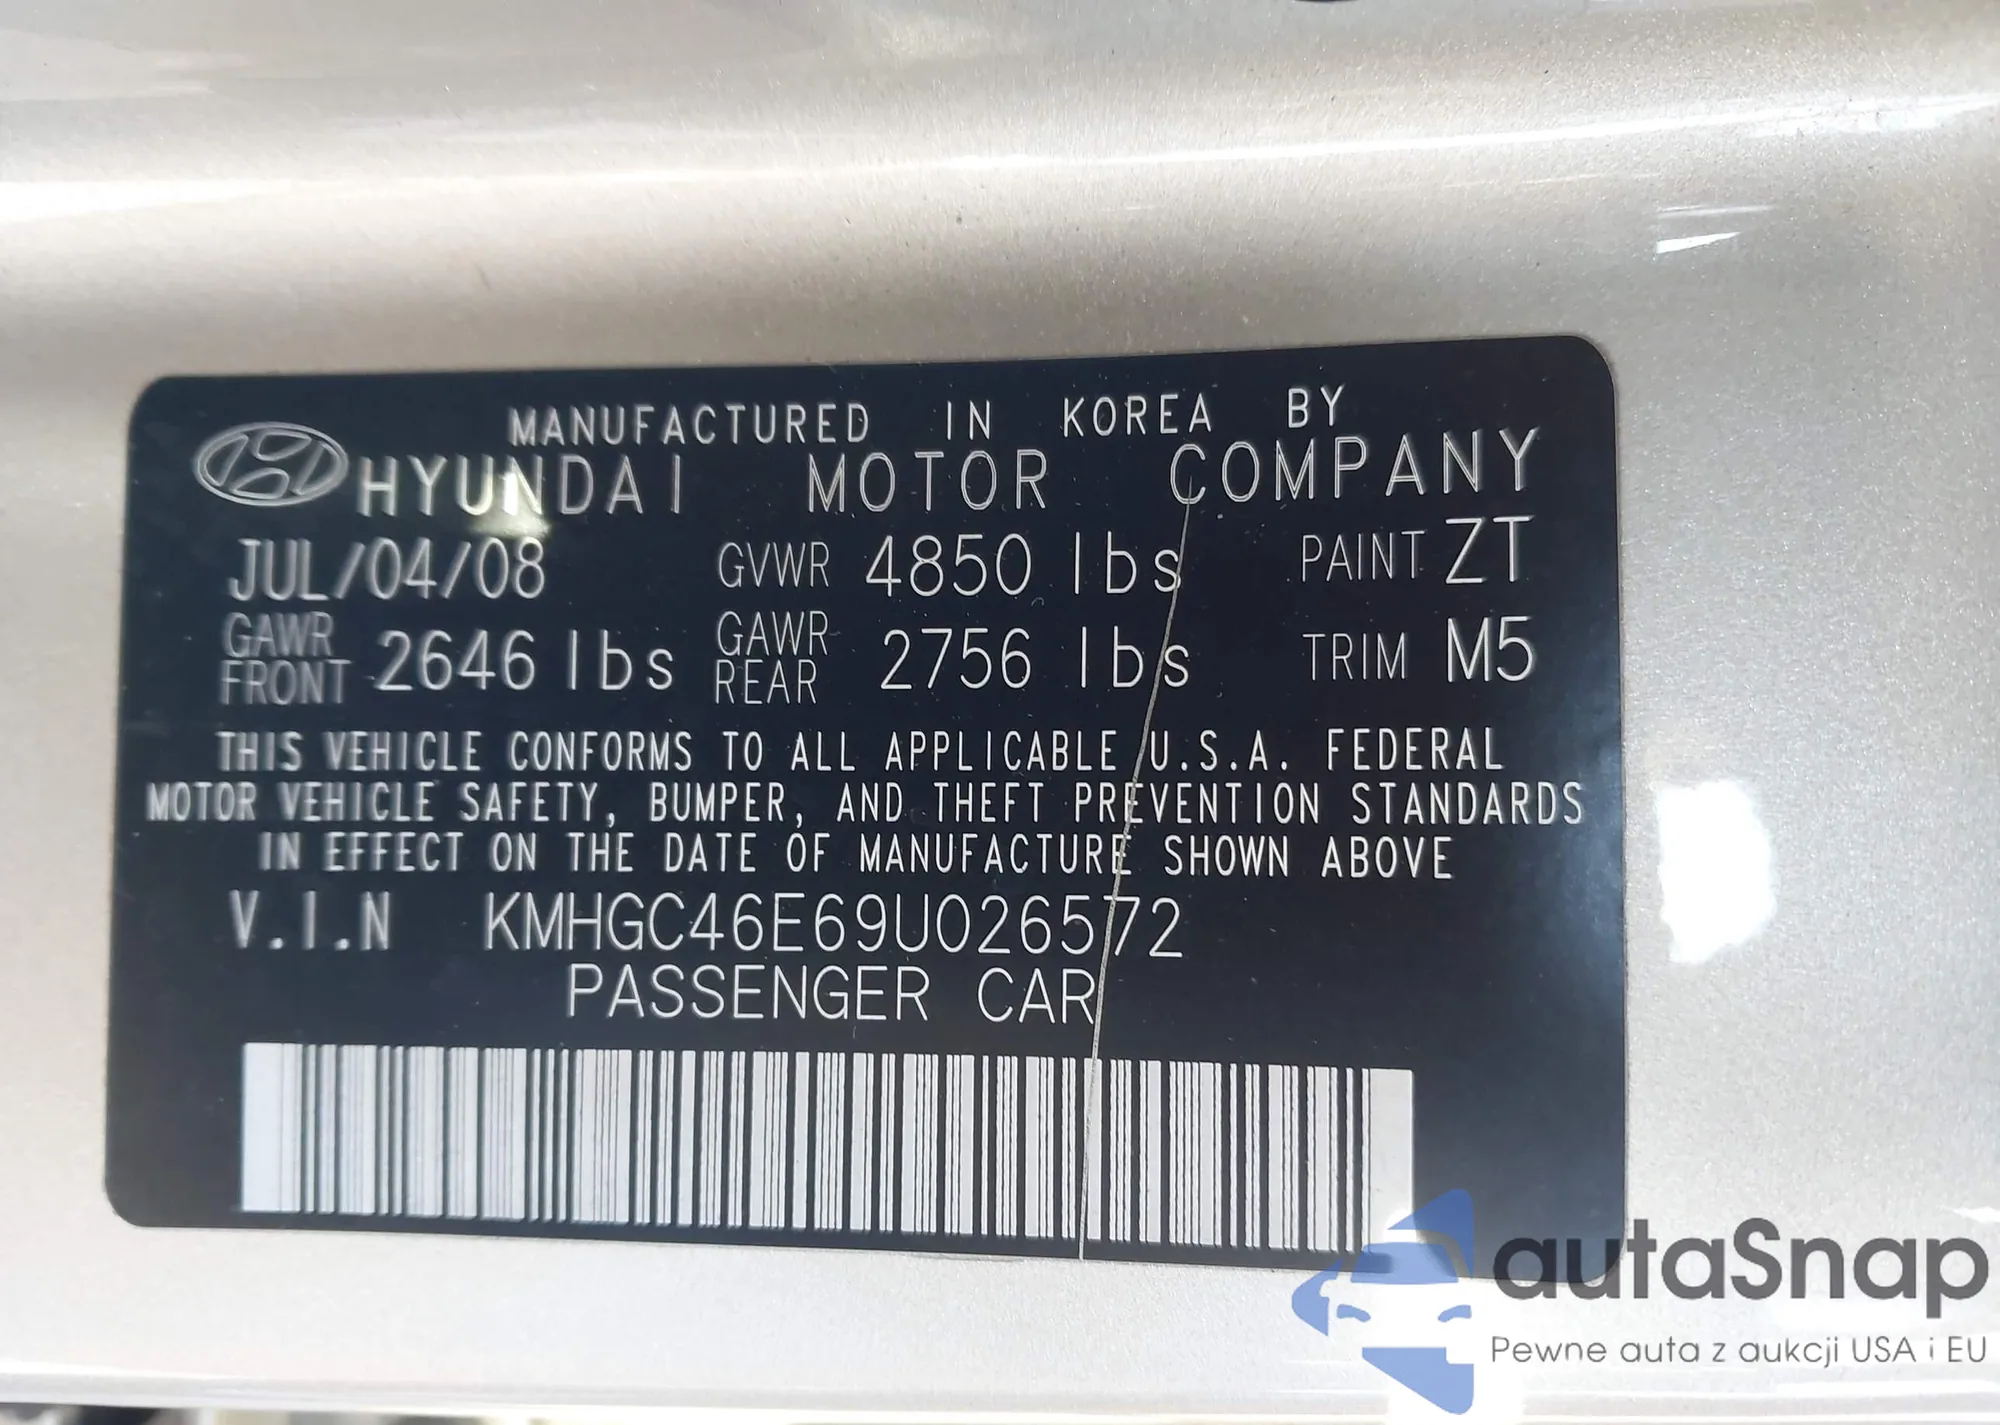 MANUFACTURED IN KOREA BY
HYUNDAI MOTOR COMPANY
JUL/04/08 GVWR 4850 lbs PAINT ZT
GAWR FRONT 2646 lbs GAWR REAR 2756 lbs TRIM M5
THIS VEHICLE CONFORMS TO ALL APPLICABLE U.S.A. FEDERAL
MOTOR VEHICLE SAFETY, BUMPER, AND THEFT PREVENTION STANDARDS
IN EFFECT ON THE DATE OF MANUFACTURE SHOWN ABOVE
V.I.N KMHGC46E69U026572
PASSENGER CAR
autaSnap
Pewne auta z aukcji USA i EU